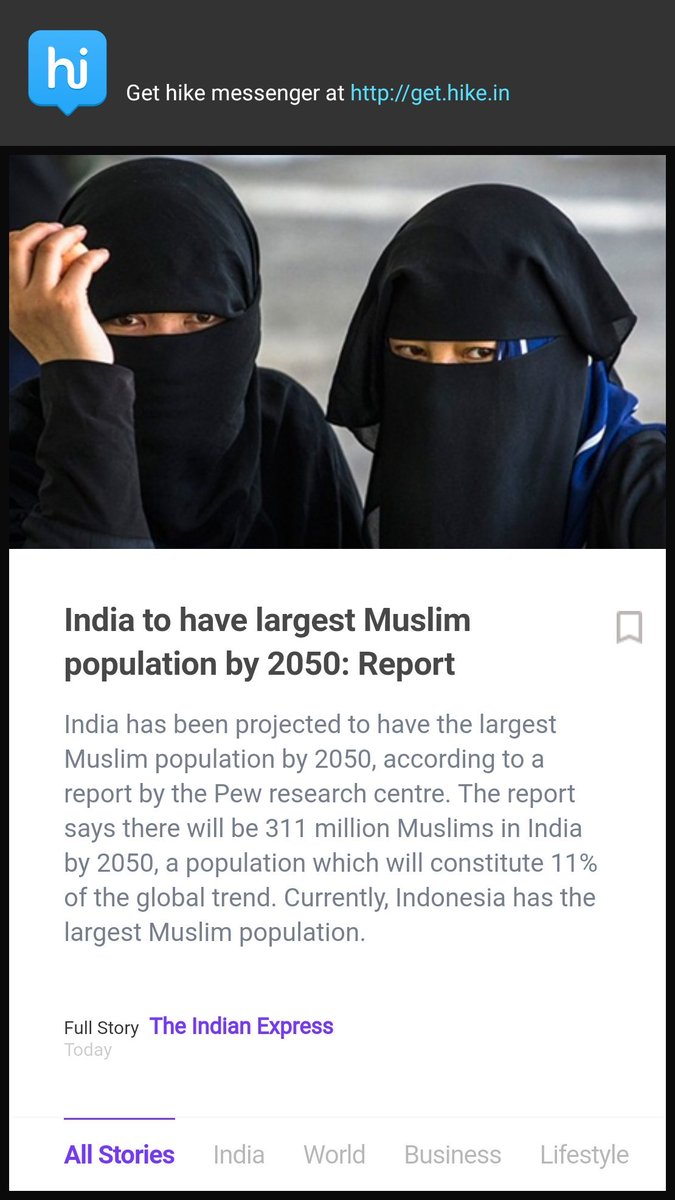 hi
Get hike messenger at http://get.hike.in
India to have largest Muslim
population by 2050: Report
India has been projected to have the largest
Muslim population by 2050, according to a
report by the Pew research centre. The report
says there will be 311 million Muslims in India
by 2050, a population which will constitute 11%
of the global trend. Currently, Indonesia has the
largest Muslim population.
Full Story The Indian Express
Today
All Stories India World Business Lifestyle